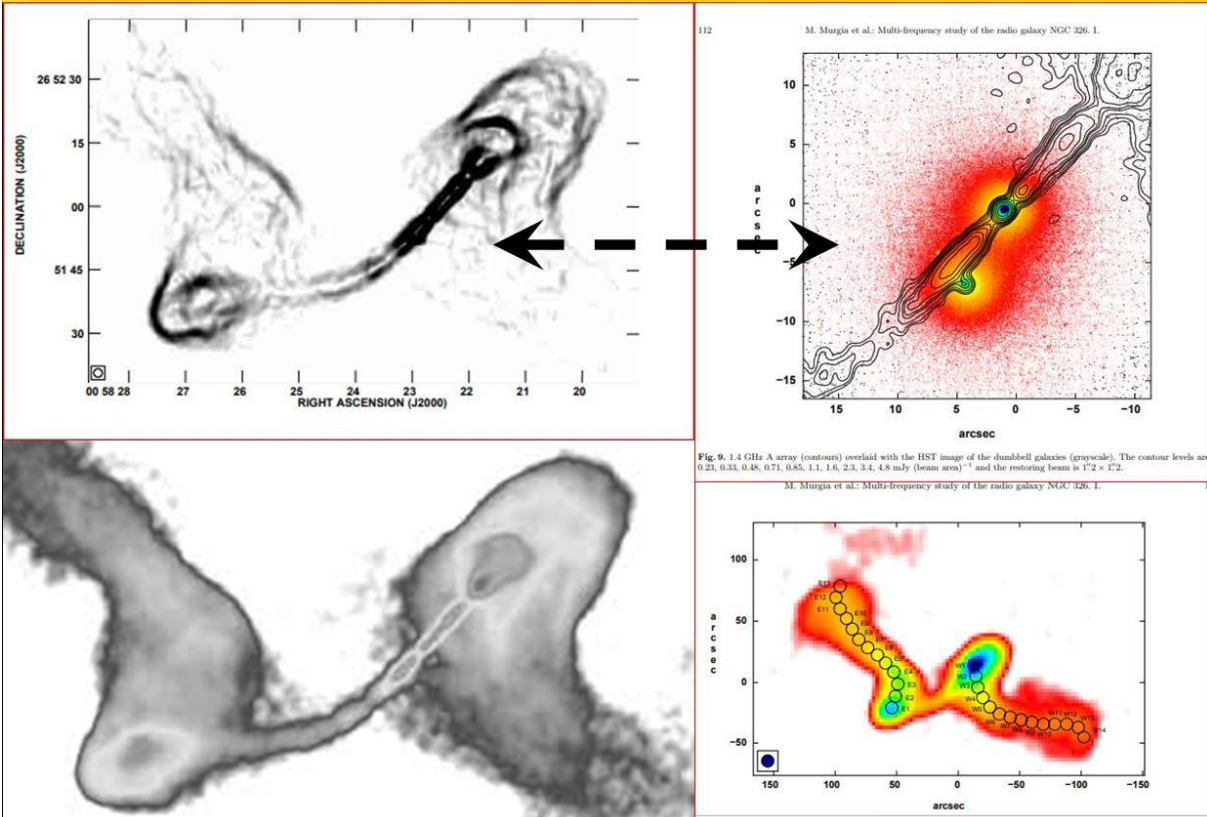 DECLINATION (J2000)
26 52 30
15
00
51 45
30
00 58 28
27
26
25
24
23
22
21
20
RIGHT ASCENSION (J2000)
112
M. Murgia et al.: Multi-frequency study of the radio galaxy NGC 326. I.
10
5
0
−5
−10
−15
arcsec
15
10
5
0
−5
−10
arcsec
Fig. 9. 1.4 GHz A array (contours) overlaid with the HST image of the dumbbell galaxies (grayscale). The contour levels are
0.23, 0.33, 0.48, 0.71, 0.85, 1.1, 1.6, 2.3, 3.4, 4.8 mJy (beam area)⁻¹ and the restoring beam is 1″.2 × 1″.2.
M. Murgia et al.: Multi-frequency study of the radio galaxy NGC 326. I.
100
50
0
−50
arcsec
E13
E12
E11
E10
E5
E4
E3
E2
E1
W1
W2
W3
W4
W5
W11
W12
W13
W14
150
100
50
0
−50
−100
−150
arcsec